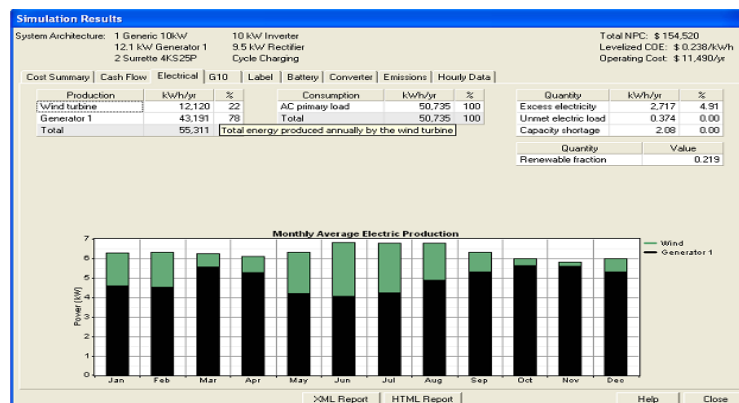 Simulation Results
System Architecture: 1 Generic 10kW 10 kW Inverter Total NPC: $ 154,520
12.1 kW Generator 1 9.5 kW Rectifier Levelized COE: $ 0.238/kWh
2 Surrette 4KS25P Cycle Charging Operating Cost: $ 11,490/yr
Cost Summary Cash Flow Electrical G10 Label Battery Converter Emissions Hourly Data
Production kWh/yr % Consumption kWh/yr % Quantity kWh/yr %
Wind turbine 12,120 22 AC primary load 50,735 100 Excess electricity 2,717 4.91
Generator 1 43,191 78 Total 50,735 100 Unmet electric load 0.374 0.00
Total 55,311 Total energy produced annually by the wind turbine Capacity shortage 2.08 0.00
Quantity Value
Renewable fraction 0.219
Monthly Average Electric Production
Power (kW)
7
6
5
4
3
2
1
0
Jan Feb Mar Apr May Jun Jul Aug Sep Oct Nov Dec
Wind
Generator 1
XML Report HTML Report Help Close